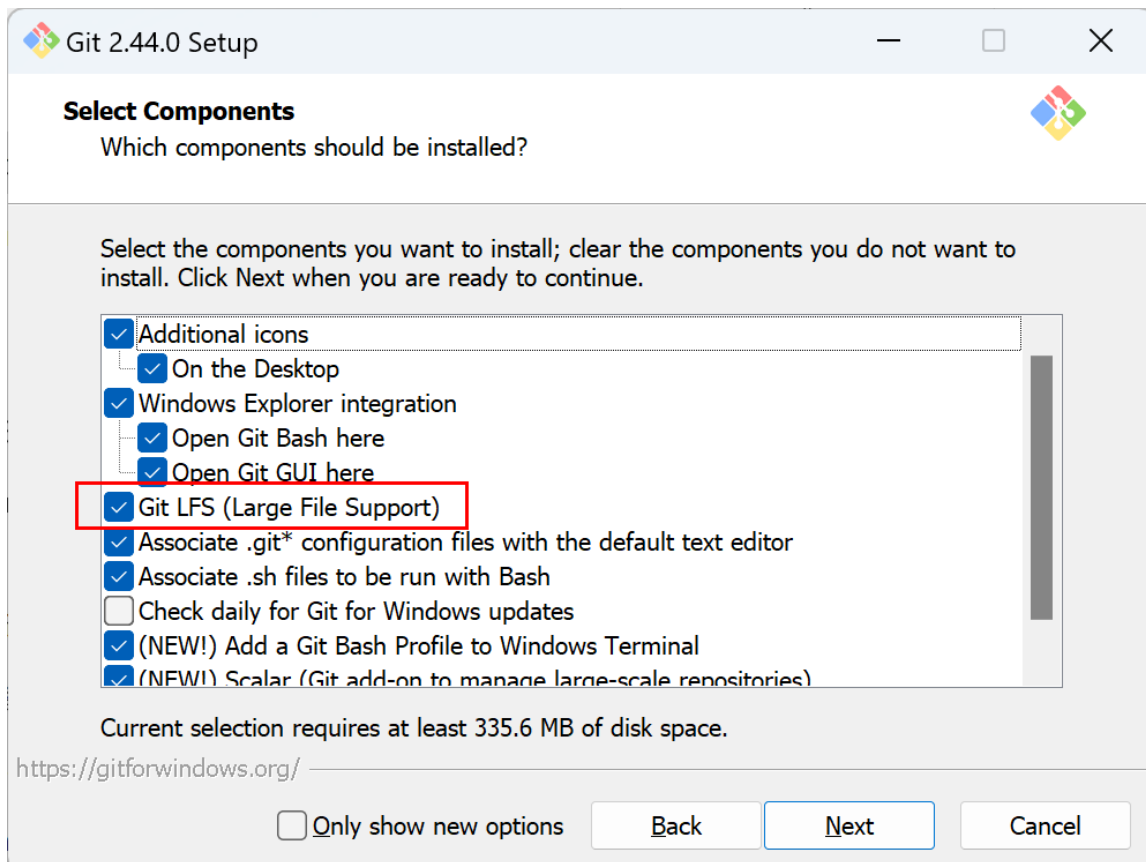 Git 2.44.0 Setup
Select Components
Which components should be installed?
Select the components you want to install; clear the components you do not want to
install. Click Next when you are ready to continue.
Additional icons
On the Desktop
Windows Explorer integration
Open Git Bash here
Open Git GUI here
Git LFS (Large File Support)
Associate .git* configuration files with the default text editor
Associate .sh files to be run with Bash
Check daily for Git for Windows updates
(NEW!) Add a Git Bash Profile to Windows Terminal
(NEW!) Scalar (Git add-on to manage large-scale repositories)
Current selection requires at least 335.6 MB of disk space.
https://gitforwindows.org/
Only show new options
Back
Next
Cancel